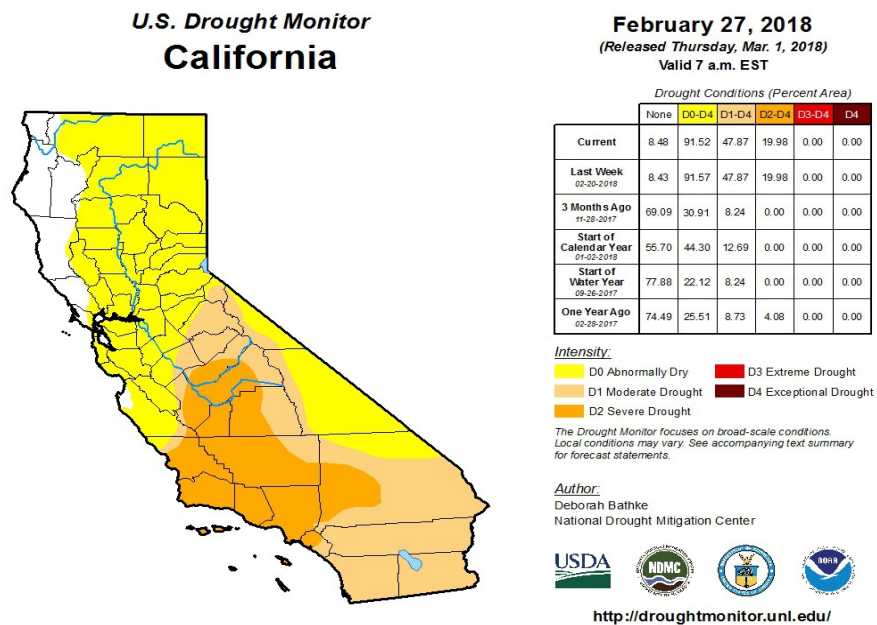 U.S. Drought Monitor
California
February 27, 2018
(Released Thursday, Mar. 1, 2018)
Valid 7 a.m. EST
Drought Conditions (Percent Area)
None D0-D4 D1-D4 D2-D4 D3-D4 D4
Current 8.48 91.52 47.87 19.98 0.00 0.00
Last Week 8.43 91.57 47.87 19.98 0.00 0.00
02-20-2018
3 Months Ago 69.09 30.91 8.24 0.00 0.00 0.00
11-28-2017
Start of
Calendar Year 55.70 44.30 12.69 0.00 0.00 0.00
01-02-2018
Start of
Water Year 77.88 22.12 8.24 0.00 0.00 0.00
09-26-2017
One Year Ago 74.49 25.51 8.73 4.08 0.00 0.00
02-28-2017
Intensity:
D0 Abnormally Dry
D1 Moderate Drought
D2 Severe Drought
D3 Extreme Drought
D4 Exceptional Drought
The Drought Monitor focuses on broad-scale conditions.
Local conditions may vary. See accompanying text summary
for forecast statements.
Author:
Deborah Bathke
National Drought Mitigation Center
USDA
NDMC
NOAA
http://droughtmonitor.unl.edu/